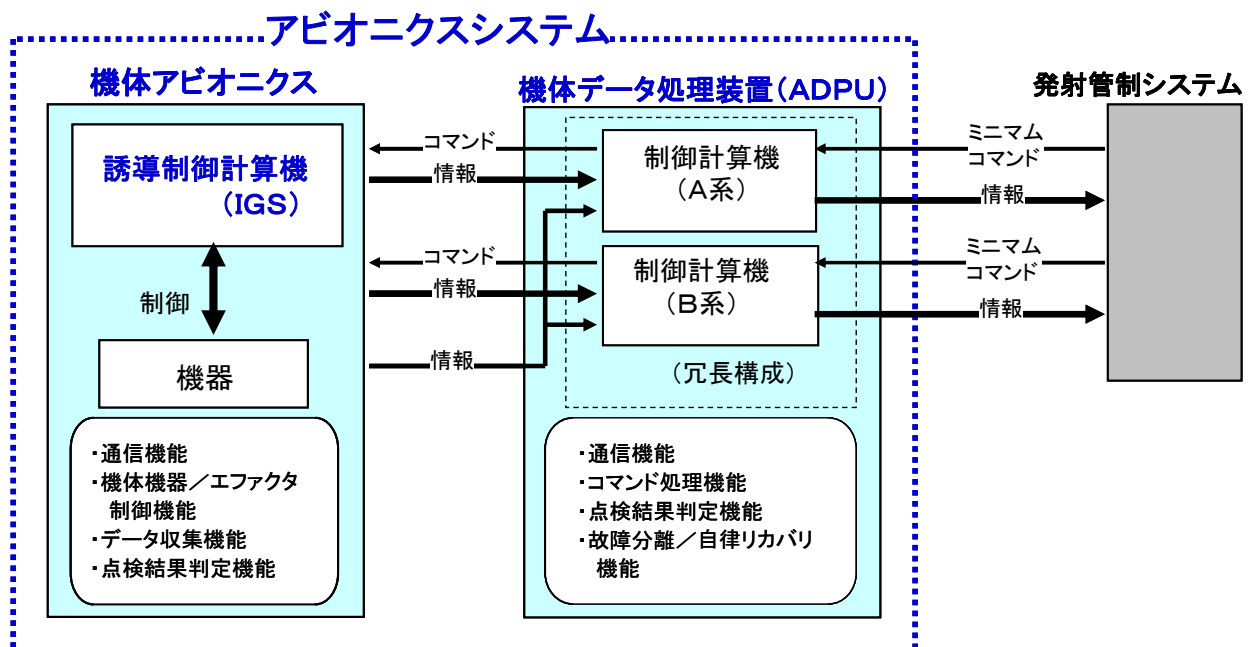 アビオニクスシステム
機体アビオニクス
誘導制御計算機
(IGS)
制御
機器
・通信機能
・機体機器／エファクタ
制御機能
・データ収集機能
・点検結果判定機能
コマンド
情報
コマンド
情報
情報
機体データ処理装置(ADPU)
制御計算機
(A系)
制御計算機
(B系)
(冗長構成)
・通信機能
・コマンド処理機能
・点検結果判定機能
・故障分離／自律リカバリ
機能
ミニマム
コマンド
情報
ミニマム
コマンド
情報
発射管制システム